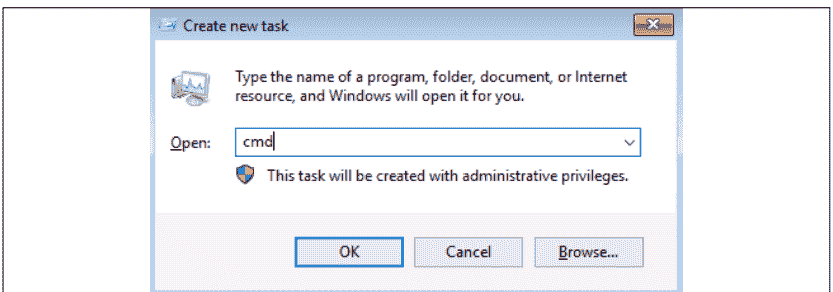 Create new task
Type the name of a program, folder, document, or Internet
resource, and Windows will open it for you.
Open: cmd
This task will be created with administrative privileges.
OK Cancel Browse...